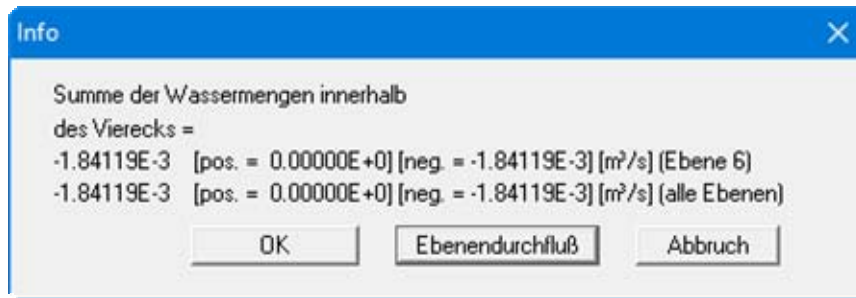 Info
Summe der Wassermengen innerhalb
des Vierecks =
-1.84119E-3 [pos. = 0.00000E+0] [neg. = -1.84119E-3] [m³/s] (Ebene 6)
-1.84119E-3 [pos. = 0.00000E+0] [neg. = -1.84119E-3] [m³/s] (alle Ebenen)
OK Ebenendurchfluß Abbruch